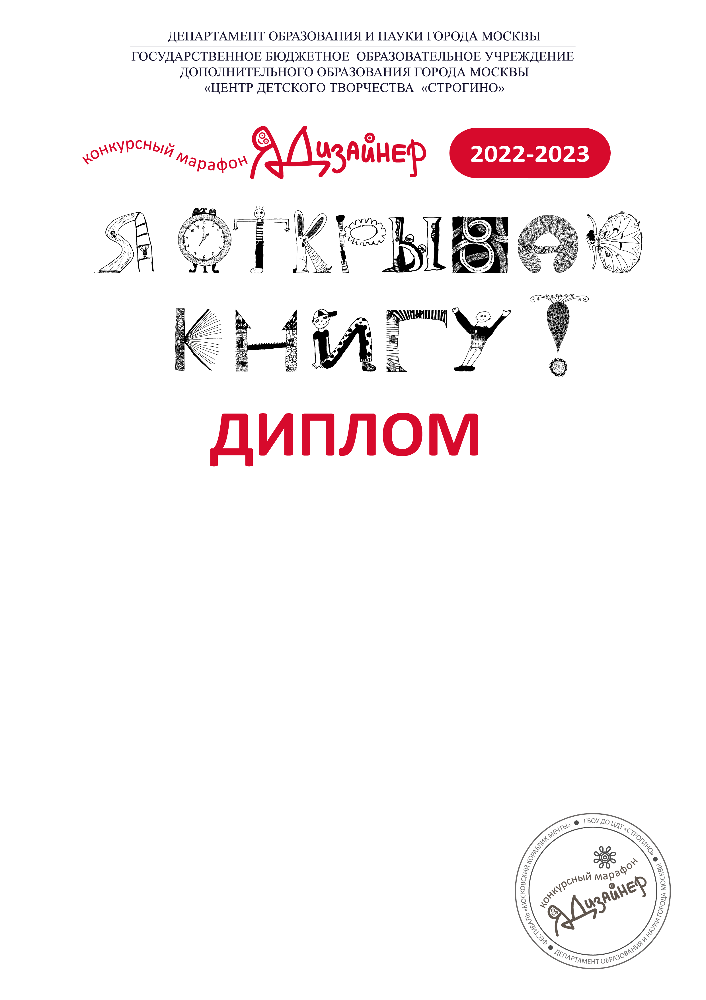 ДЕПАРТАМЕНТ ОБРАЗОВАНИЯ И НАУКИ ГОРОДА МОСКВЫ
ГОСУДАРСТВЕННОЕ БЮДЖЕТНОЕ ОБРАЗОВАТЕЛЬНОЕ УЧРЕЖДЕНИЕ
ДОПОЛНИТЕЛЬНОГО ОБРАЗОВАНИЯ ГОРОДА МОСКВЫ
«ЦЕНТР ДЕТСКОГО ТВОРЧЕСТВА «СТРОГИНО»
конкурсный марафон ЯДизайнер 2022-2023
Я ОТКРЫВАЮ
КНИГУ!
ДИПЛОМ
ФЕСТИВАЛЬ «МОСКОВСКИЙ КОРАБЛИК МЕЧТЫ» ● ГБОУ ДО ЦДТ «СТРОГИНО» ● ДЕПАРТАМЕНТ ОБРАЗОВАНИЯ И НАУКИ ГОРОДА МОСКВЫ ●
конкурсный марафон
ЯДизайнер